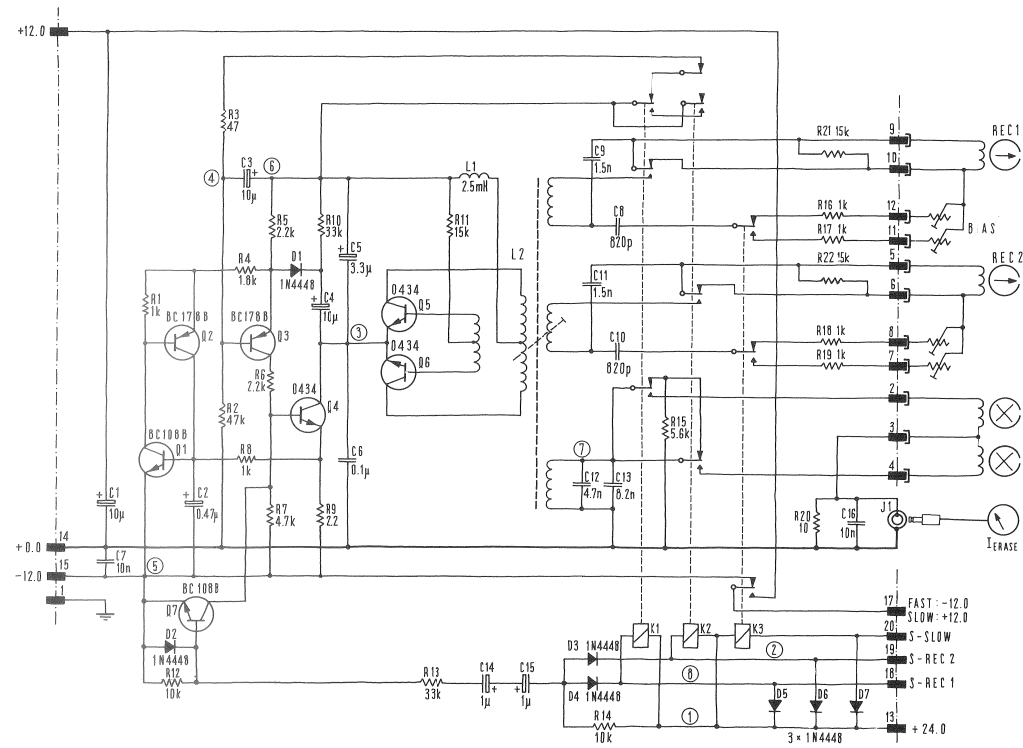 +12.0
REC 1
9
R21 15k
10
R3
47
C9
1.5n
12
R16 1k
11
R17 1k
C3
+
10µ
6
4
L1
2.5mH
R5
2.2k
R10
33k
R11
15k
C8
820p
B.AS
5
R22 15k
REC 2
6
C5
+
3.3µ
L2
C11
1.5n
R4
1.8k
D1
1N4448
C4
+
10µ
D434
Q5
R1
1k
BC178B
Q2
BC178B
Q3
3
D434
Q6
8
R18 1k
7
R19 1k
C10
820p
R6
2.2k
D434
Q4
2
R2
47k
R15
5.6k
3
BC108B
Q1
R8
1k
C6
0.1µ
7
4
C12
4.7n
C13
8.2n
C1
+
10µ
C2
+
0.47µ
R7
4.7k
R9
2.2
R20
10
C16
10n
J1
IERASE
+0.0
14
C7
10n
5
-12.0
15
1
BC108B
Q7
17
FAST: -12.0
SLOW: +12.0
20
S-SLOW
K1
K2
K3
D2
1N4448
R12
10k
R13
33k
C14
+
1µ
C15
+
1µ
D3
1N4448
D4
1N4448
2
8
19
S-REC 2
18
S-REC 1
D5
D6
D7
R14
10k
1
3 × 1N4448
13
+24.0